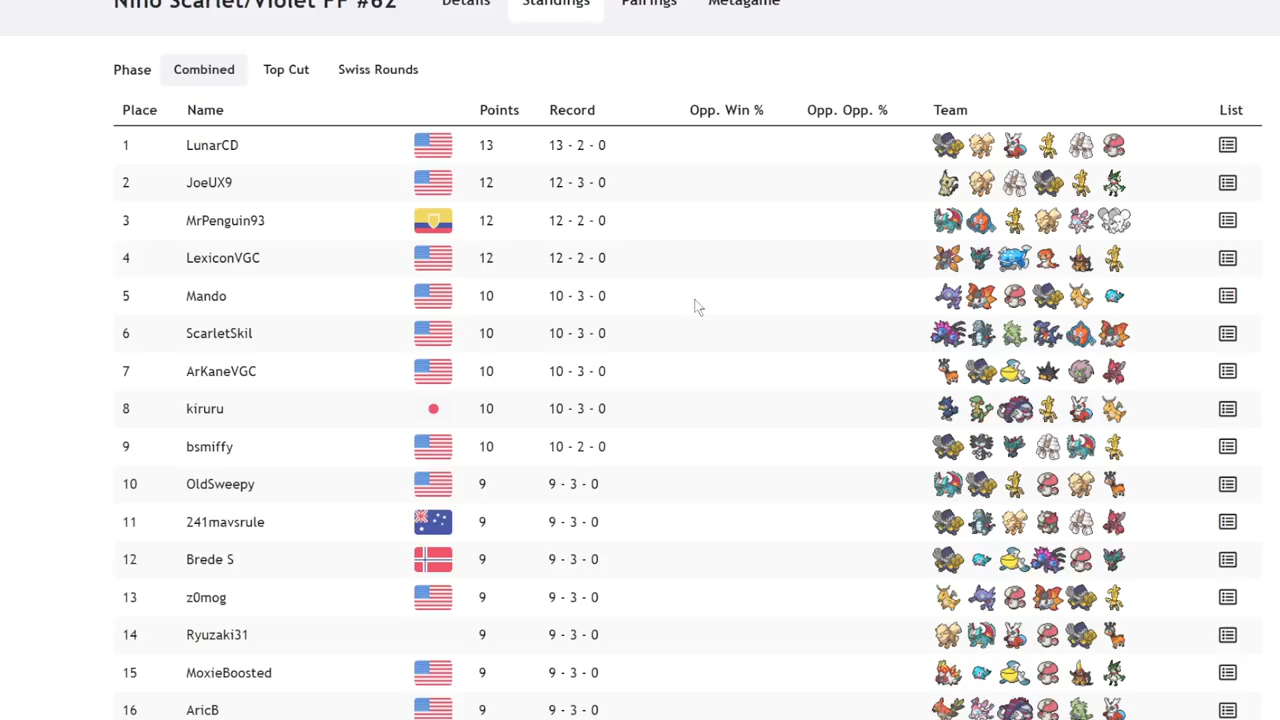 Nino Scarlet/Violet FF #62 Details Standings Pairings Metagame
Phase Combined Top Cut Swiss Rounds
Place Name Points Record Opp. Win % Opp. Opp. % Team List
1 LunarCD 13 13 - 2 - 0
2 JoeUX9 12 12 - 3 - 0
3 MrPenguin93 12 12 - 2 - 0
4 LexiconVGC 12 12 - 2 - 0
5 Mando 10 10 - 3 - 0
6 ScarletSkil 10 10 - 3 - 0
7 ArKaneVGC 10 10 - 3 - 0
8 kiruru 10 10 - 3 - 0
9 bsmiffy 10 10 - 2 - 0
10 OldSweepy 9 9 - 3 - 0
11 241mavsrule 9 9 - 3 - 0
12 Brede S 9 9 - 3 - 0
13 z0mog 9 9 - 3 - 0
14 Ryuzaki31 9 9 - 3 - 0
15 MoxieBoosted 9 9 - 3 - 0
16 AricB 9 9 - 3 - 0